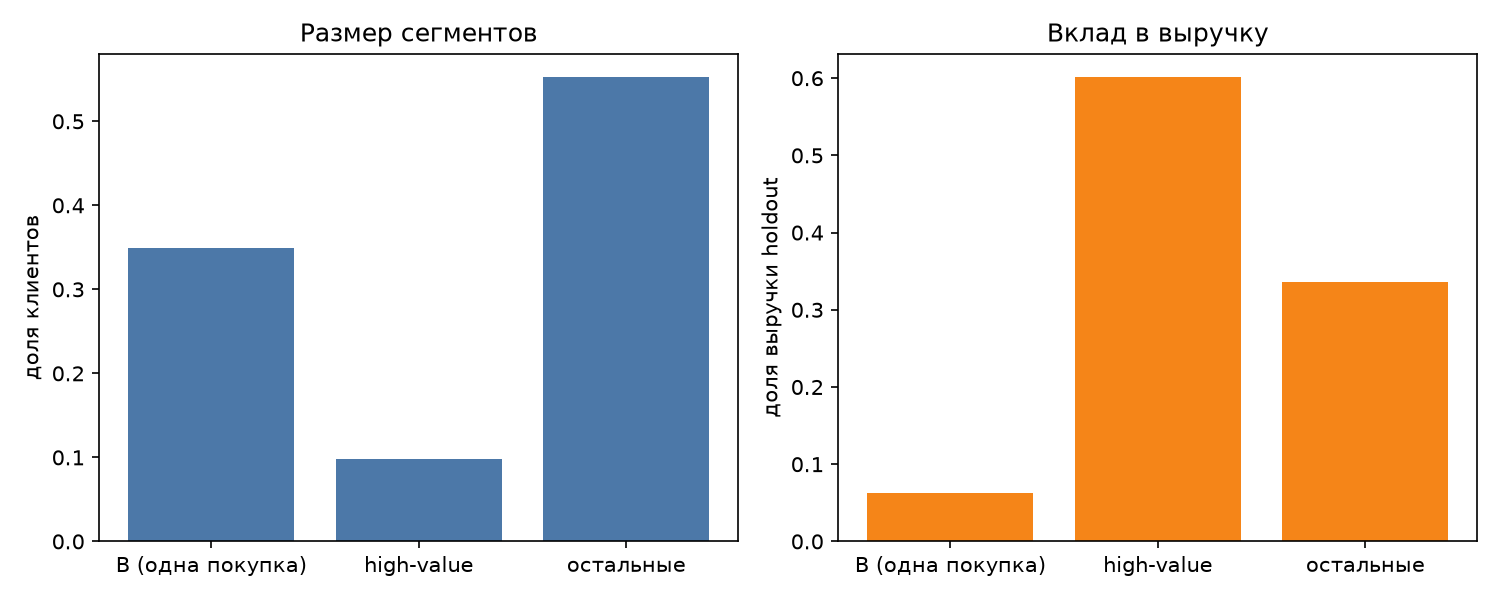 Размер сегментов
доля клиентов
0.5
0.4
0.3
0.2
0.1
0.0
B (одна покупка)
high-value
остальные
Вклад в выручку
доля выручки holdout
0.6
0.5
0.4
0.3
0.2
0.1
0.0
B (одна покупка)
high-value
остальные